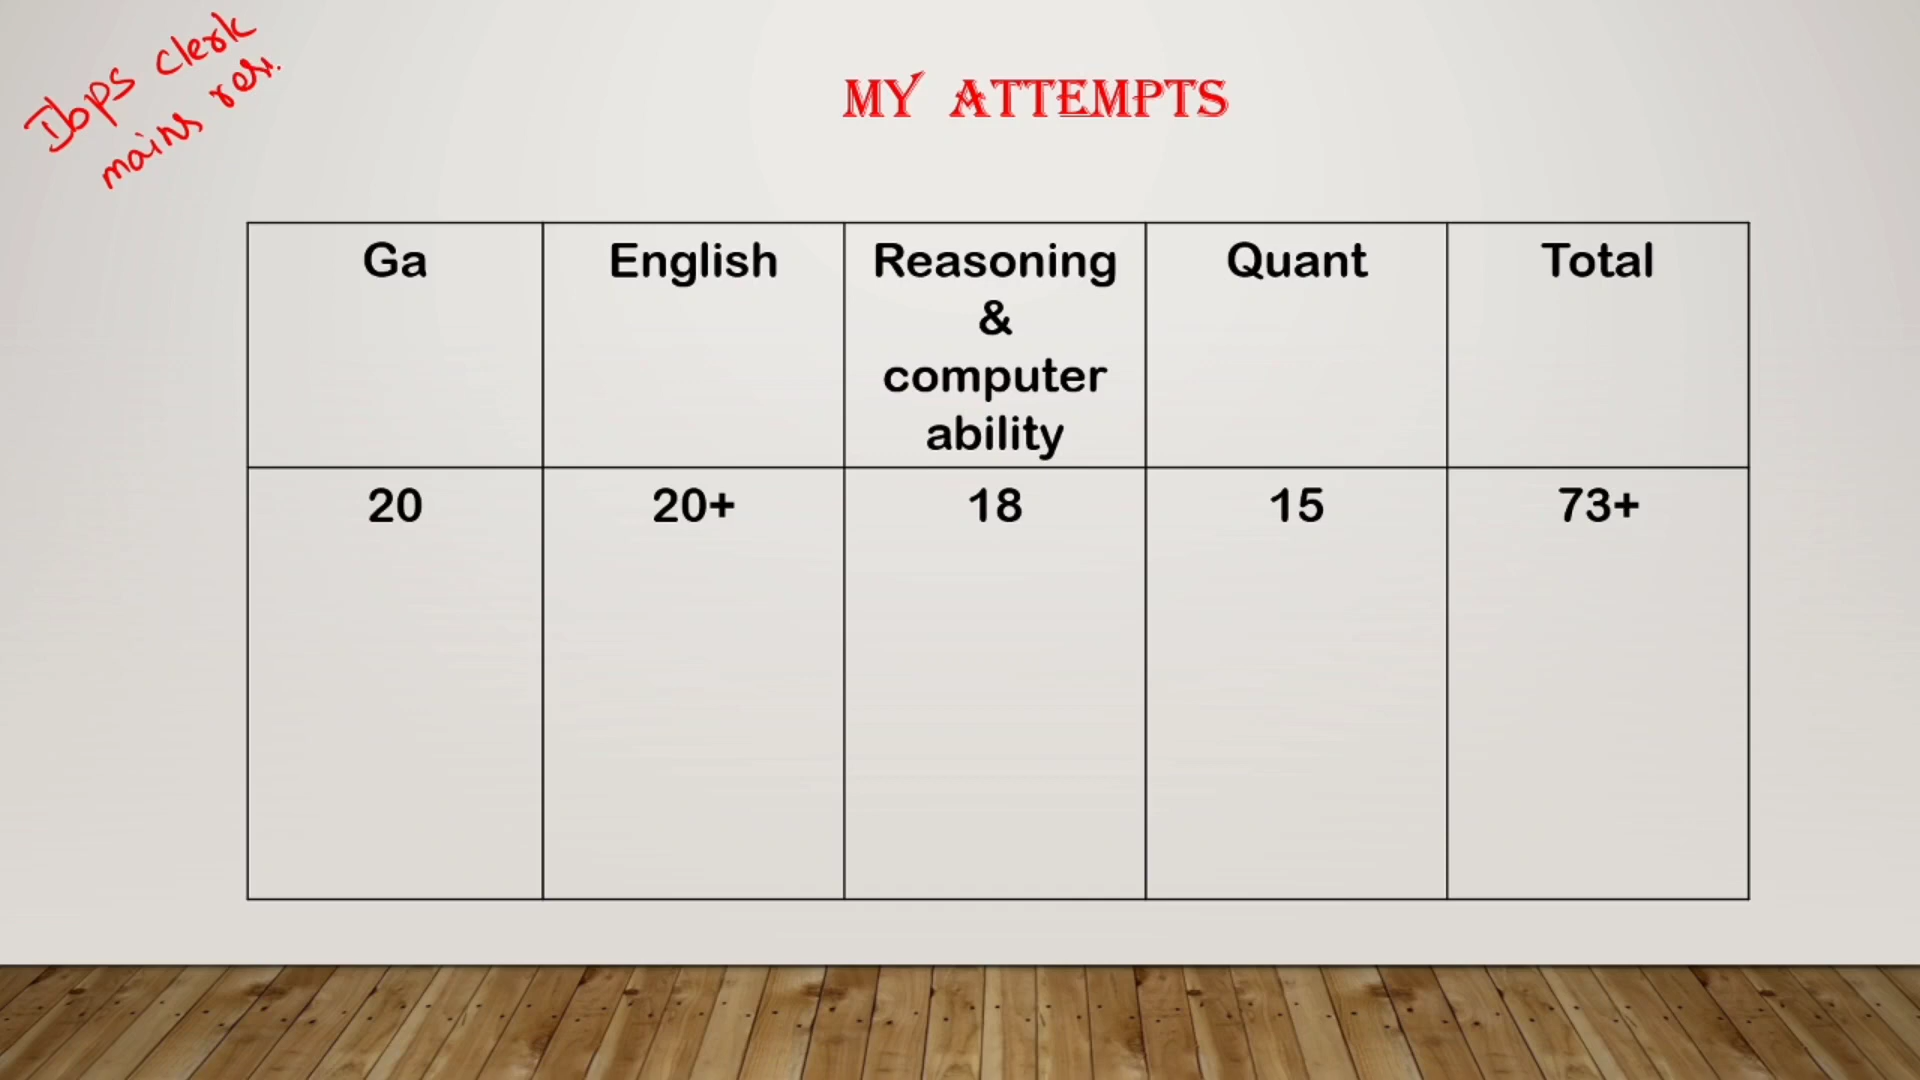 Ibps clerk
mains res.
MY ATTEMPTS
Ga
English
Reasoning
&
computer
ability
Quant
Total
20
20+
18
15
73+